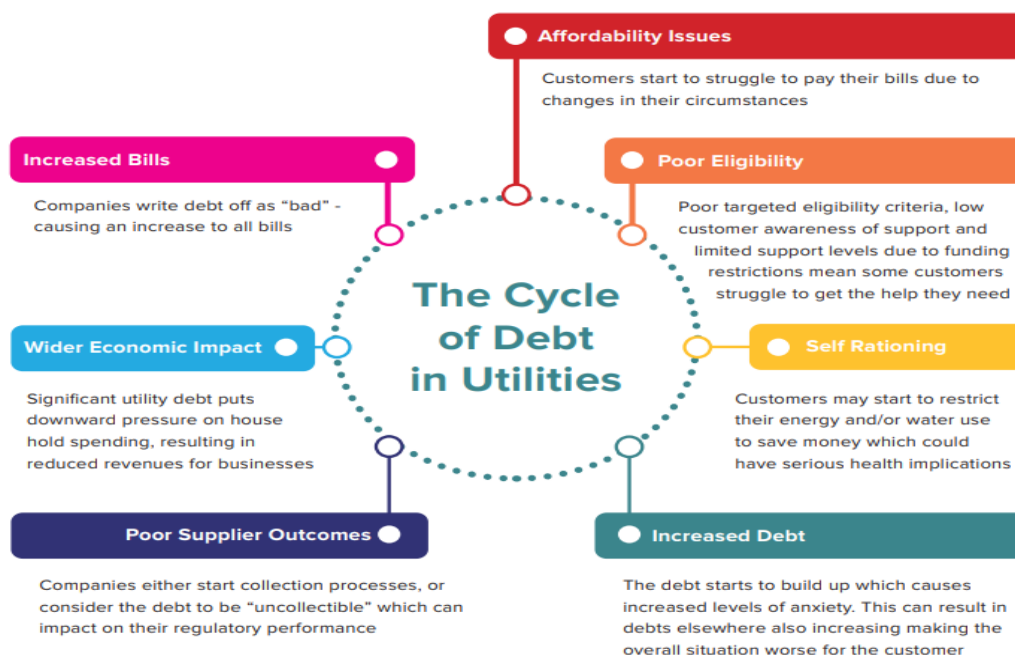 Affordability Issues
Customers start to struggle to pay their bills due to
changes in their circumstances
Poor Eligibility
Poor targeted eligibility criteria, low
customer awareness of support and
limited support levels due to funding
restrictions mean some customers
struggle to get the help they need
Self Rationing
Customers may start to restrict
their energy and/or water use
to save money which could
have serious health implications
Increased Debt
The debt starts to build up which causes
increased levels of anxiety. This can result in
debts elsewhere also increasing making the
overall situation worse for the customer
Poor Supplier Outcomes
Companies either start collection processes, or
consider the debt to be “uncollectible” which can
impact on their regulatory performance
Wider Economic Impact
Significant utility debt puts
downward pressure on house
hold spending, resulting in
reduced revenues for businesses
Increased Bills
Companies write debt off as “bad” -
causing an increase to all bills
The Cycle
of Debt
in Utilities